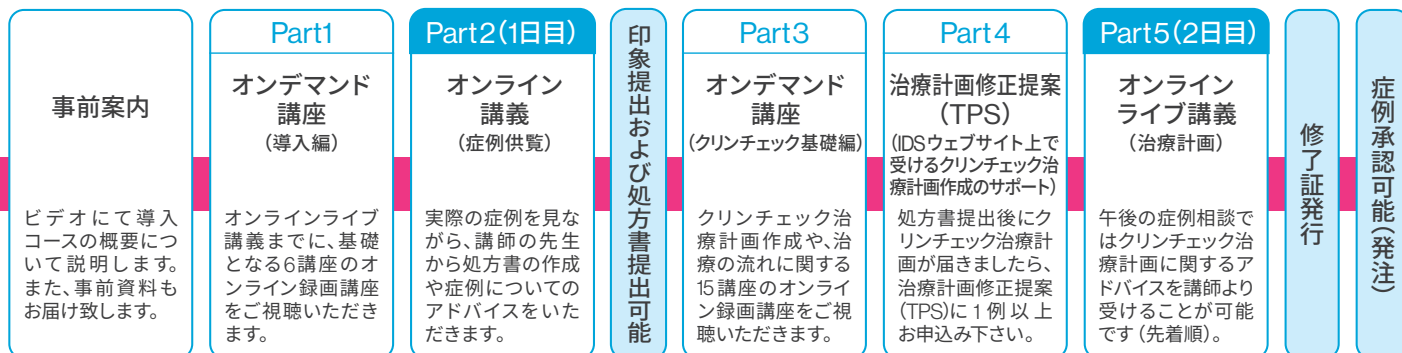 事前案内
ビデオにて導入
コースの概要につ
いて説明します。
また、事前資料も
お届け致します。
Part1
オンデマンド
講座
(導入編)
オンラインライブ
講義までに、基礎
となる6講座のオ
ンライン録画講座
をご視聴いただき
ます。
Part2(1日目)
オンライン
講義
(症例供覧)
実際の症例を見な
がら、講師の先生
から処方書の作成
や症例についての
アドバイスをいた
だきます。
印象提出および処方書提出可能
Part3
オンデマンド
講座
(クリンチェック基礎編)
クリンチェック治
療計画作成や、治
療の流れに関する
15講座のオンライ
ン録画講座をご視
聴いただきます。
Part4
治療計画修正提案
(TPS)
(IDSウェブサイト上で
受けるクリンチェック治
療計画作成のサポート)
処方書提出後にク
リンチェック治療計
画が届きましたら、
治療計画修正提案
(TPS)に1例以上
お申込み下さい。
Part5(2日目)
オンライン
ライブ講義
(治療計画)
午後の症例相談で
はクリンチェック治
療計画に関するア
ドバイスを講師より
受けることが可能
です(先着順)。
修了証発行
症例承認可能(発注)